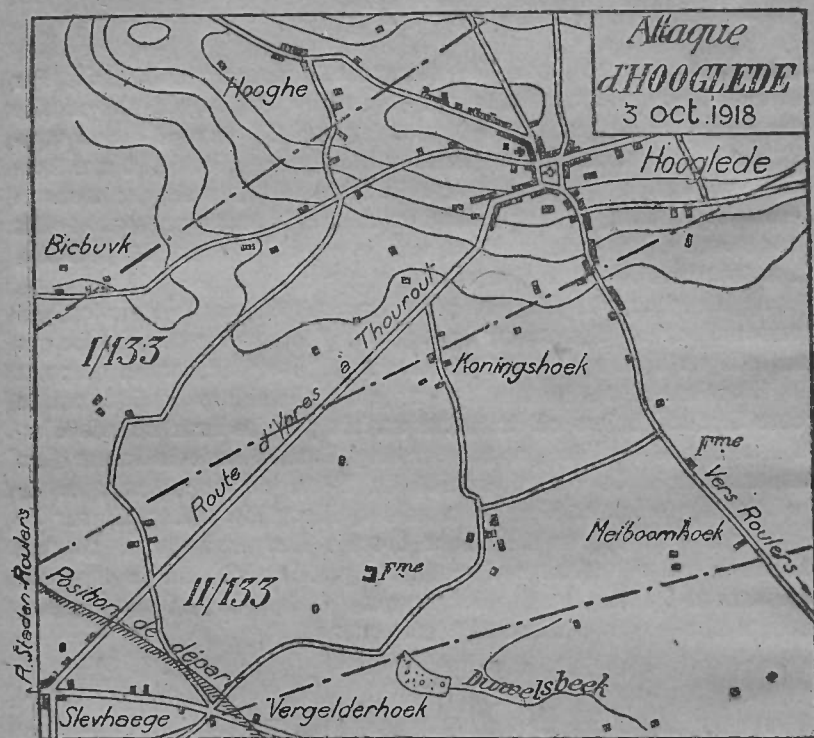 Attaque
d'HOOGLEDE
3 oct. 1918
Hooghe
Hooglede
Bicbuvk
I/133
Route d'Ypres à Thourout
Koningshoek
Fme
Vers Roulers
Meiboomhoek
R. Staden-Roulers
Position de départ
II/133
Fme
Duwelsbeek
Slevhaege
Vergelderhoek